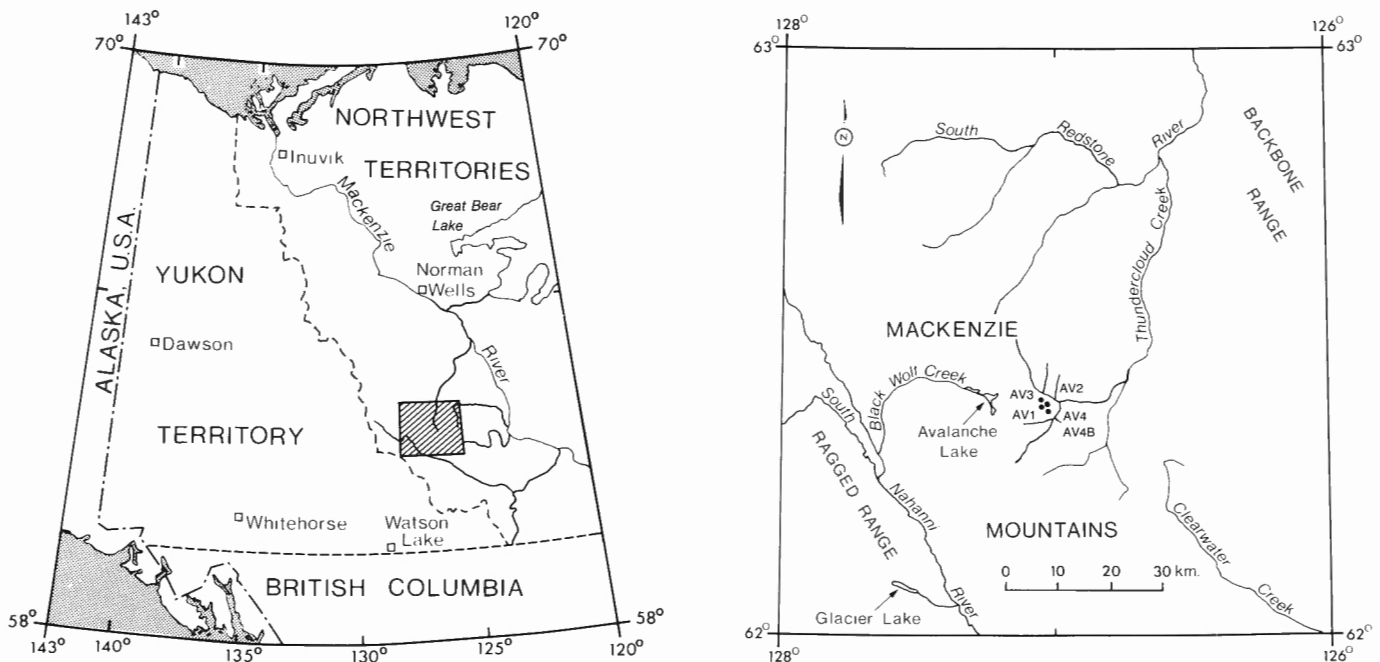 143°
120°
70°
70°
NORTHWEST
TERRITORIES
Inuvik
Mackenzie
Great Bear
Lake
Norman
Wells
River
ALASKA, U.S.A.
YUKON
Dawson
TERRITORY
Whitehorse
Watson
Lake
BRITISH COLUMBIA
58°
58°
143°
140°
135°
130°
125°
120°
128°
126°
63°
63°
N
South
Redstone
River
BACKBONE
RANGE
Thundercloud Creek
MACKENZIE
Black Wolf Creek
AV3
AV2
AV1
AV4
AV4B
Avalanche
Lake
South
Nahanni
River
RAGGED RANGE
MOUNTAINS
Clearwater
Creek
0 10 20 30 km.
Glacier Lake
62°
62°
128°
126°